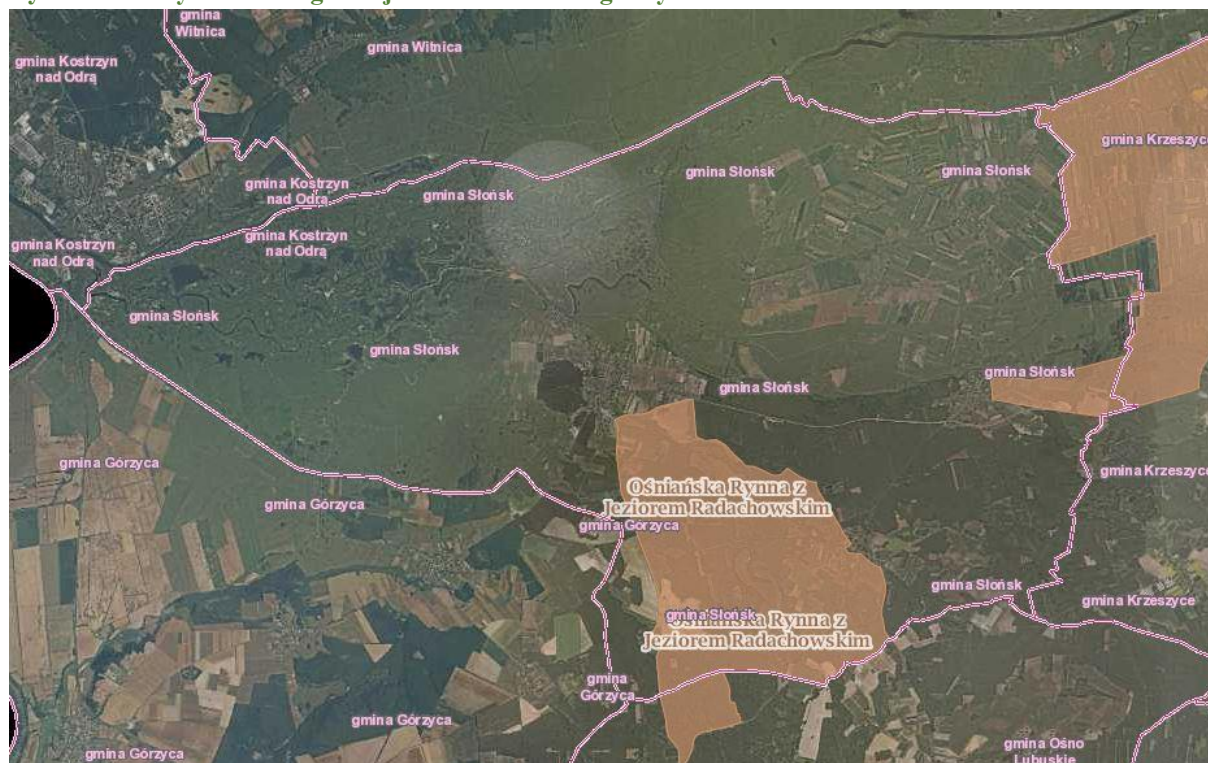 gmina
Witnica
gmina Witnica
gmina Kostrzyn
nad Odrą
gmina Krzeszyce
gmina Słońsk
gmina Słońsk
gmina Kostrzyn
nad Odrą
gmina Słońsk
gmina Kostrzyn
nad Odrą
gmina Kostrzyn
nad Odrą
gmina Słońsk
gmina Słońsk
gmina Słońsk
gmina Słońsk
gmina Górzyca
gmina Krzeszyce
Ośniańska Rynna z
Jeziorem Radachowskim
gmina Górzyca
gmina Górzyca
gmina Słońsk
gmina Krzeszyce
gmina Słońsk
Ośniańska Rynna z
Jeziorem Radachowskim
gmina
Górzyca
gmina Górzyca
gmina Ośno
Lubuskie
gmina Górzyca